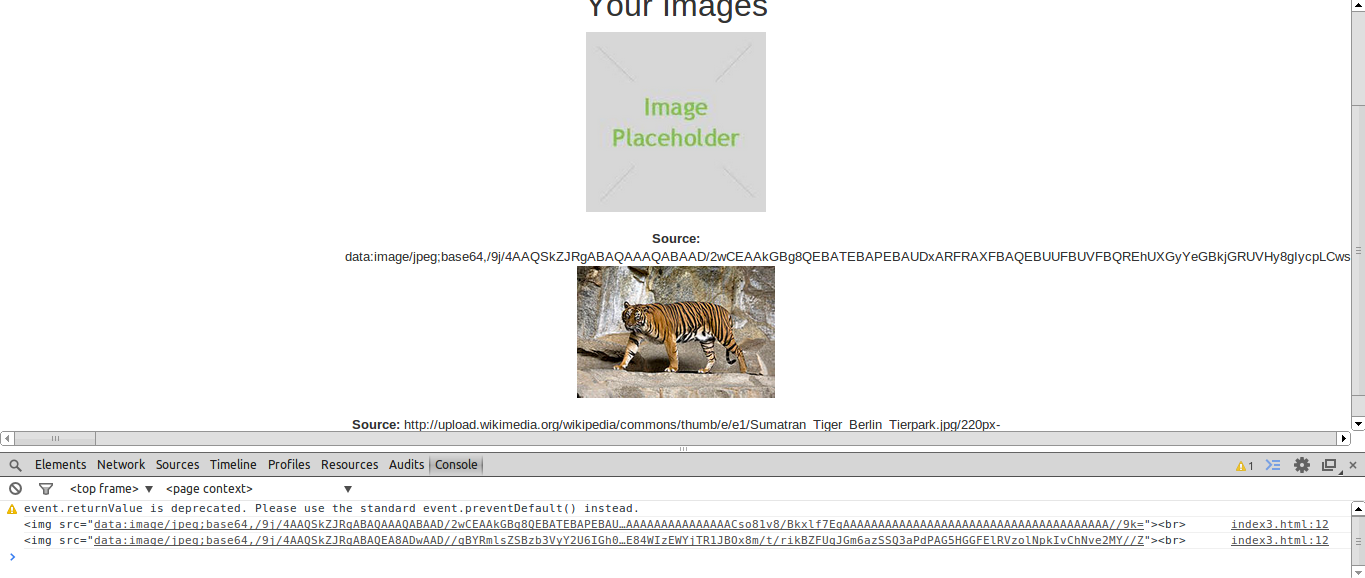 Your Images
Image
Placeholder
Source:
data:image/jpeg;base64,/9j/4AAQSkZJRgABAQAAAQABAAD/2wCEAAkGBg8QEBATEBAPEBAUDxARFRAXFBAQEBUUFBUVFBQREhUXGyYeGBkjGRUVHy8gIycpLCws
Source: http://upload.wikimedia.org/wikipedia/commons/thumb/e/e1/Sumatran_Tiger_Berlin_Tierpark.jpg/220px-
Elements Network Sources Timeline Profiles Resources Audits Console 1
<top frame> <page context>
event.returnValue is deprecated. Please use the standard event.preventDefault() instead.
<img src="data:image/jpeg;base64,/9j/4AAQSkZJRgABAQAAAQABAAD/2wCEAAkGBg8QEBATEBAPEBAU…AAAAAAAAAAAAAAACso81v8/Bkxlf7EgAAAAAAAAAAAAAAAAAAAAAAAAAAAAAAAAAAAAA//9k="><br> index3.html:12
<img src="data:image/jpeg;base64,/9j/4AAQSkZJRgABAQEA8ADwAAD//gBYRmlsZSBzb3VyY2U6IGh0…E84WIzEWYjTR1JBOx8m/t/rikBZFUqJGm6azSSQ3aPdPAG5HGGFElRVzolNpkIvChNve2MY//Z"><br> index3.html:12